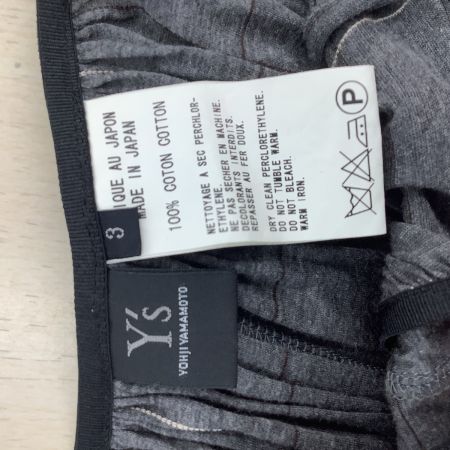 IQUE AU JAPON
MADE IN JAPAN
100% COTON COTTON
NETTOYAGE A SEC PERCHLOR-
ETHYLENE.
NE PAS SECHER EN MACHINE.
DECOLORANTS INTERDITS.
REPASSER AU FER DOUX.
DRY CLEAN PERCLORETHYLENE.
DO NOT TUMBLE WARM.
DO NOT BLEACH.
WARM IRON.
P
3
Y's
YOHJI YAMAMOTO